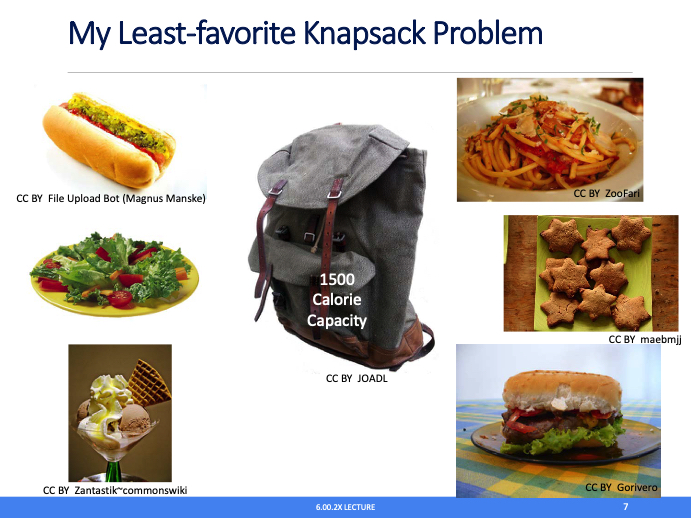 My Least-favorite Knapsack Problem
CC BY  File Upload Bot (Magnus Manske)
CC BY  ZooFari
1500
Calorie
Capacity
CC BY  maebmjj
CC BY  JOADL
CC BY  Zantastik~commonswiki
CC BY  Gorivero
6.00.2X LECTURE
7